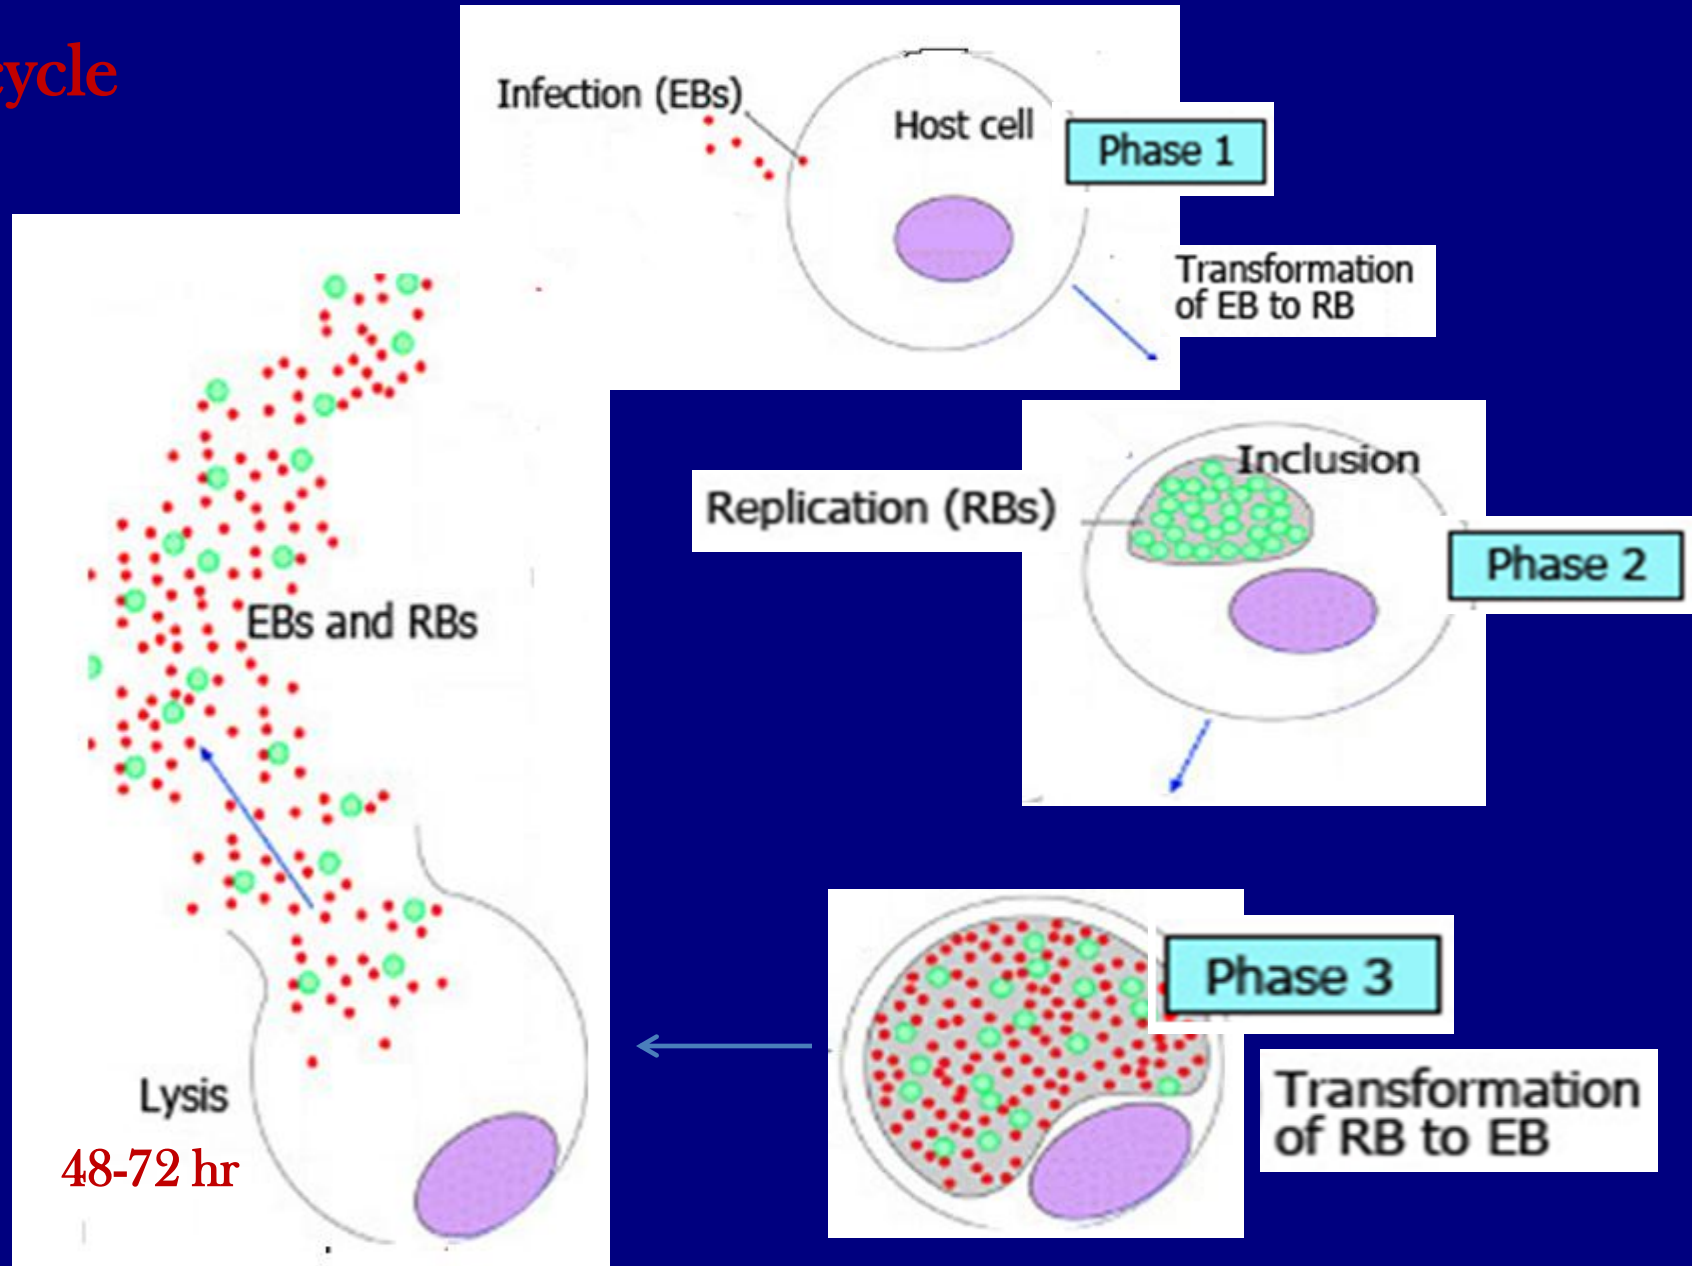 cycle
Infection (EBs)
Host cell
Phase 1
Transformation
of EB to RB
Inclusion
Replication (RBs)
Phase 2
EBs and RBs
Phase 3
Transformation
of RB to EB
Lysis
48-72 hr